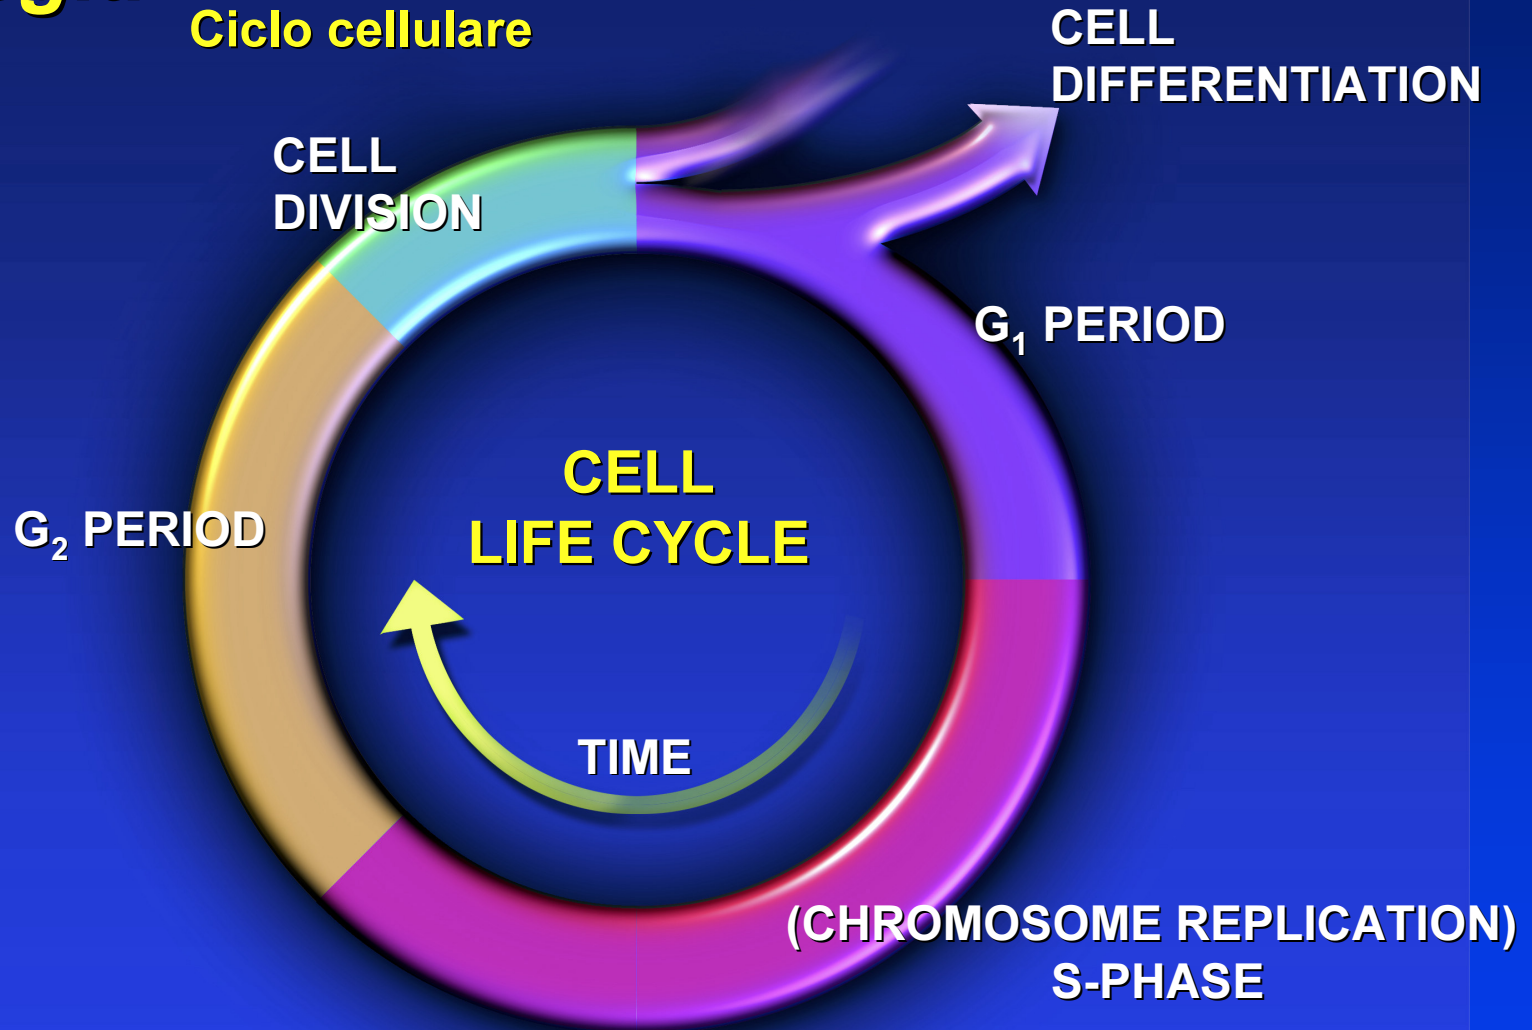 Ciclo cellulare
CELL
DIFFERENTIATION
CELL
DIVISION
G₁ PERIOD
CELL
LIFE CYCLE
G₂ PERIOD
TIME
(CHROMOSOME REPLICATION)
S-PHASE